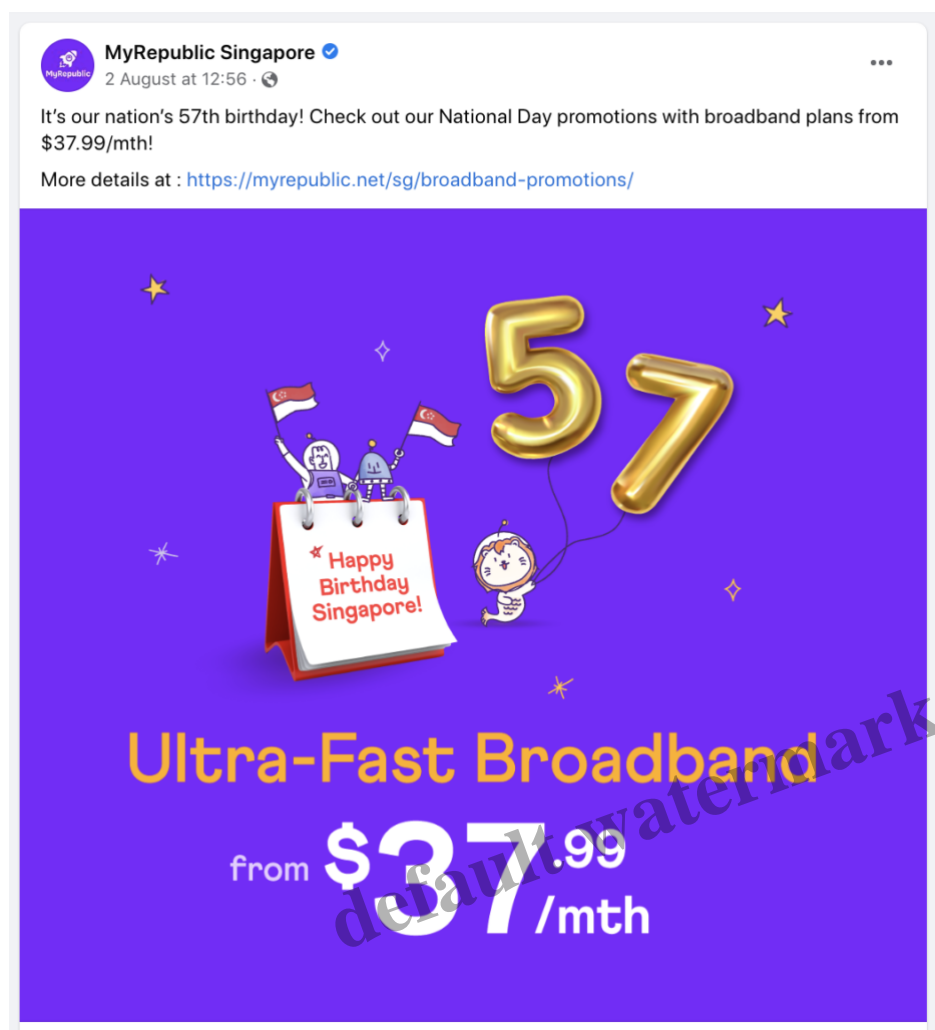 MyRepublic Singapore
MyRepublic
2 August at 12:56 ·
It's our nation's 57th birthday! Check out our National Day promotions with broadband plans from
$37.99/mth!
More details at : https://myrepublic.net/sg/broadband-promotions/
57
Happy
Birthday
Singapore!
Ultra-Fast Broadband
from $37.99/mth
default watermark